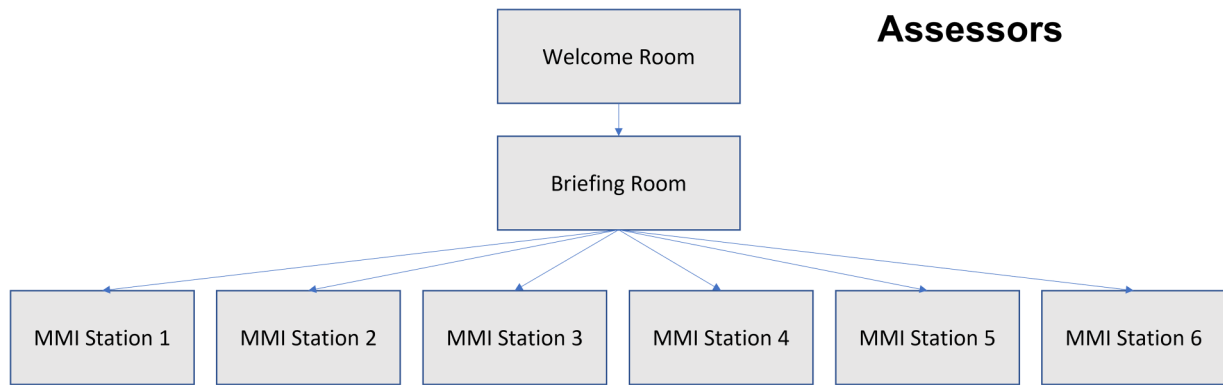 Assessors
Welcome Room
Briefing Room
MMI Station 1
MMI Station 2
MMI Station 3
MMI Station 4
MMI Station 5
MMI Station 6